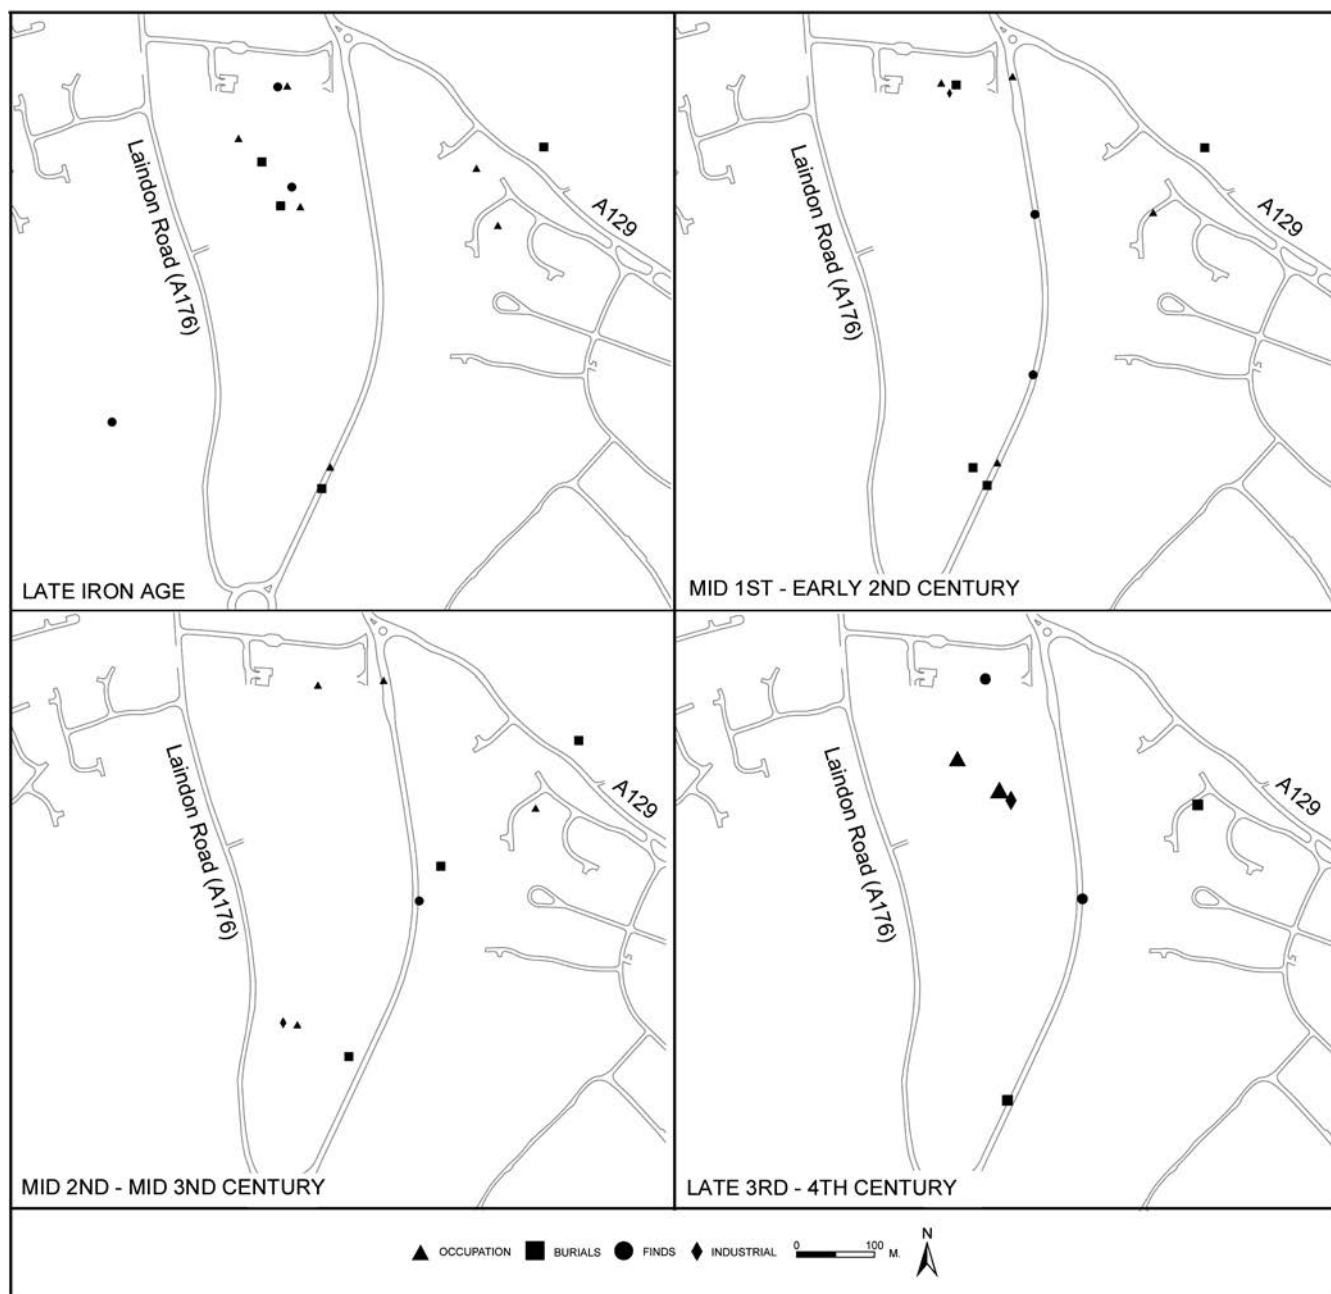 Laindon Road (A176)
A129
LATE IRON AGE
Laindon Road (A176)
A129
MID 1ST - EARLY 2ND CENTURY
Laindon Road (A176)
A129
MID 2ND - MID 3ND CENTURY
Laindon Road (A176)
A129
LATE 3RD - 4TH CENTURY
OCCUPATION BURIALS FINDS INDUSTRIAL 0 100 M. N